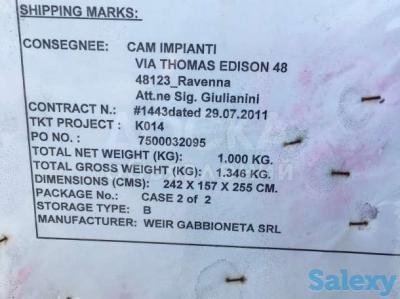 SHIPPING MARKS:
CONSEGNEE: CAM IMPIANTI
VIA THOMAS EDISON 48
48123_Ravenna
Att.ne Sig. Giulianini
CONTRACT N.: #1443dated 29.07.2011
TKT PROJECT : K014
PO NO. : 7500032095
TOTAL NET WEIGHT (KG): 1.000 KG.
TOTAL GROSS WEIGHT (KG): 1.346 KG.
DIMENSIONS (CMS): 242 X 157 X 255 CM.
PACKAGE No.: CASE 2 of 2
STORAGE TYPE: B
MANUFACTURER: WEIR GABBIONETA SRL
Salexy